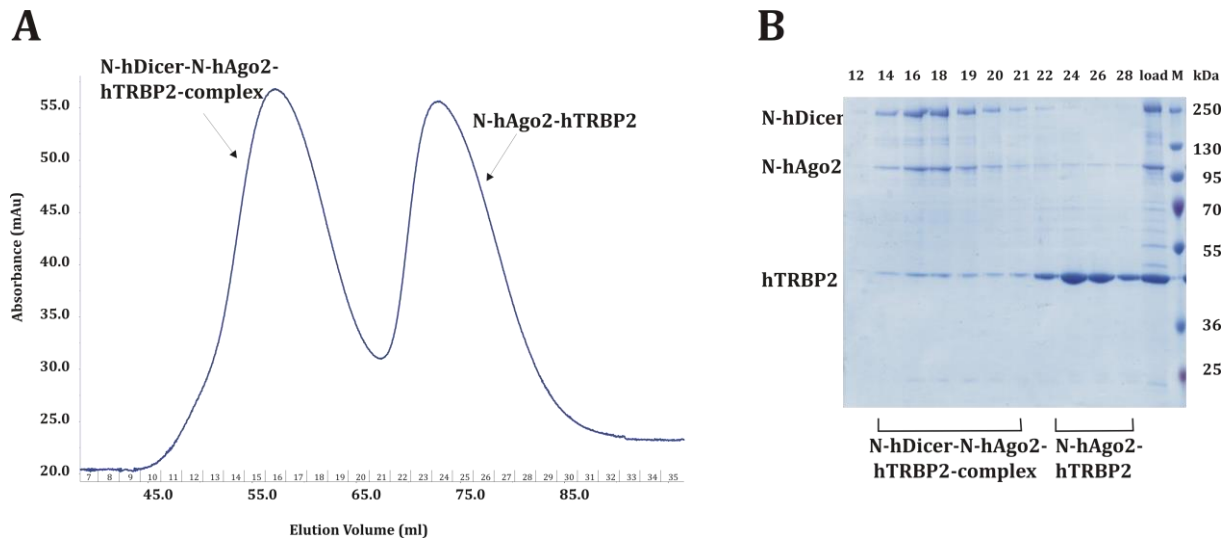 A
N-hDicer-N-hAgo2-
hTRBP2-complex
N-hAgo2-hTRBP2
55.0
50.0
45.0
40.0
35.0
30.0
25.0
20.0
Absorbance (mAu)
7 8 9 10 11 12 13 14 15 16 17 18 19 20 21 22 23 24 25 26 27 28 29 30 31 32 33 34 35
45.0 55.0 65.0 75.0 85.0
Elution Volume (ml)
B
12 14 16 18 19 20 21 22 24 26 28 load M kDa
N-hDicer
N-hAgo2
hTRBP2
250
130
95
70
55
36
25
N-hDicer-N-hAgo2-
hTRBP2-complex
N-hAgo2-
hTRBP2